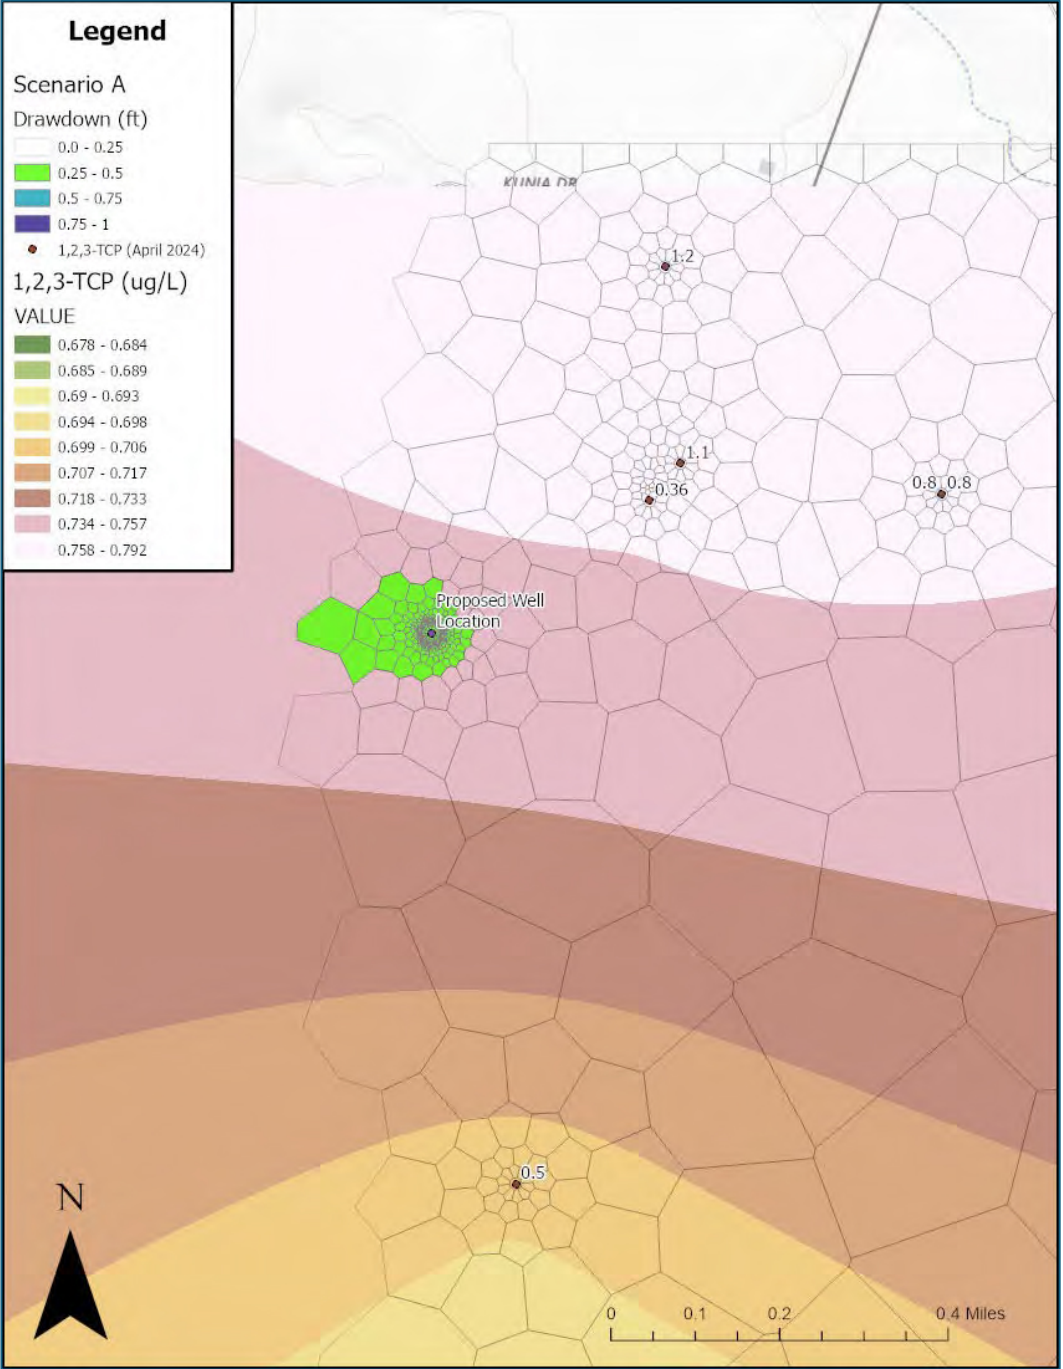 Legend
Scenario A
Drawdown (ft)
0.0 - 0.25
0.25 - 0.5
0.5 - 0.75
0.75 - 1
1,2,3-TCP (April 2024)
1,2,3-TCP (ug/L)
VALUE
0.678 - 0.684
0.685 - 0.689
0.69 - 0.693
0.694 - 0.698
0.699 - 0.706
0.707 - 0.717
0.718 - 0.733
0.734 - 0.757
0.758 - 0.792
KUNIA DR
1.2
1.1
0.36
0.8 0.8
Proposed Well
Location
0.5
N
0 0.1 0.2 0.4 Miles